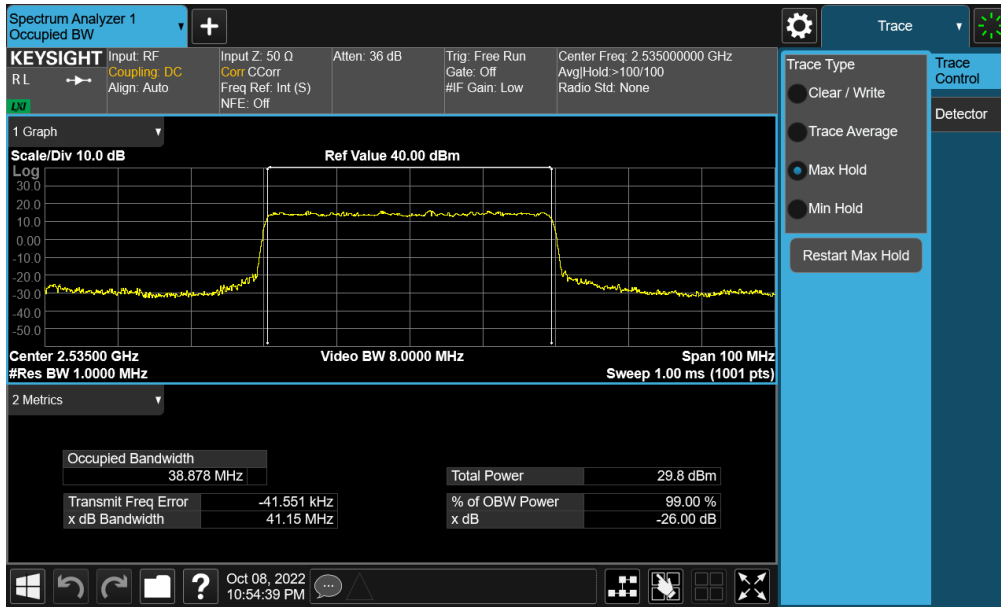 Spectrum Analyzer 1
Occupied BW
Trace
KEYSIGHT
R L
LXI
Input: RF
Coupling: DC
Align: Auto
Input Z: 50 Ω
Corr CCorr
Freq Ref: Int (S)
NFE: Off
Atten: 36 dB
Trig: Free Run
Gate: Off
#IF Gain: Low
Center Freq: 2.535000000 GHz
Avg|Hold:>100/100
Radio Std: None
Trace Type
Clear / Write
Trace Average
Max Hold
Min Hold
Restart Max Hold
Trace
Control
Detector
1 Graph
Scale/Div 10.0 dB
Ref Value 40.00 dBm
Log
30.0
20.0
10.0
0.00
-10.0
-20.0
-30.0
-40.0
-50.0
Center 2.53500 GHz
#Res BW 1.0000 MHz
Video BW 8.0000 MHz
Span 100 MHz
Sweep 1.00 ms (1001 pts)
2 Metrics
Occupied Bandwidth
38.878 MHz
Transmit Freq Error -41.551 kHz
x dB Bandwidth 41.15 MHz
Total Power 29.8 dBm
% of OBW Power 99.00 %
x dB -26.00 dB
?
Oct 08, 2022
10:54:39 PM